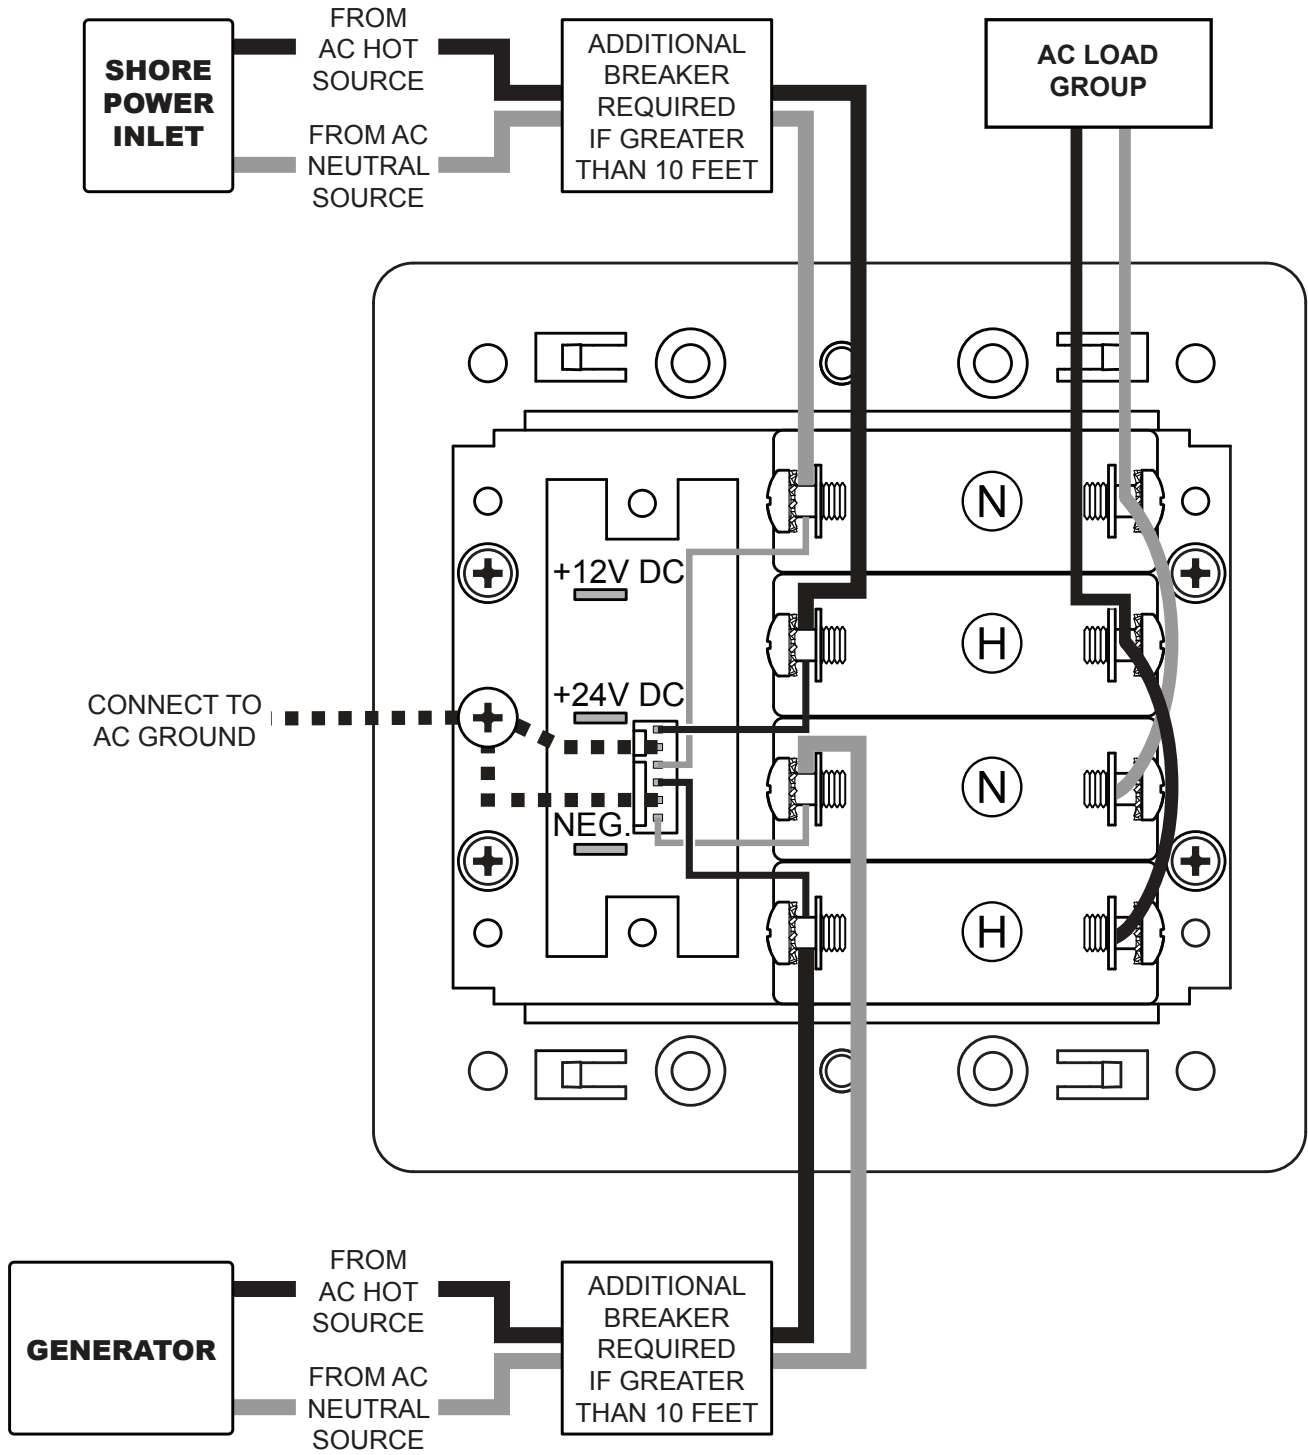 SHORE
POWER
INLET
FROM
AC HOT
SOURCE
FROM AC
NEUTRAL
SOURCE
ADDITIONAL
BREAKER
REQUIRED
IF GREATER
THAN 10 FEET
AC LOAD
GROUP
N
+12V DC
H
+24V DC
CONNECT TO
AC GROUND
N
NEG.
H
GENERATOR
FROM
AC HOT
SOURCE
FROM AC
NEUTRAL
SOURCE
ADDITIONAL
BREAKER
REQUIRED
IF GREATER
THAN 10 FEET